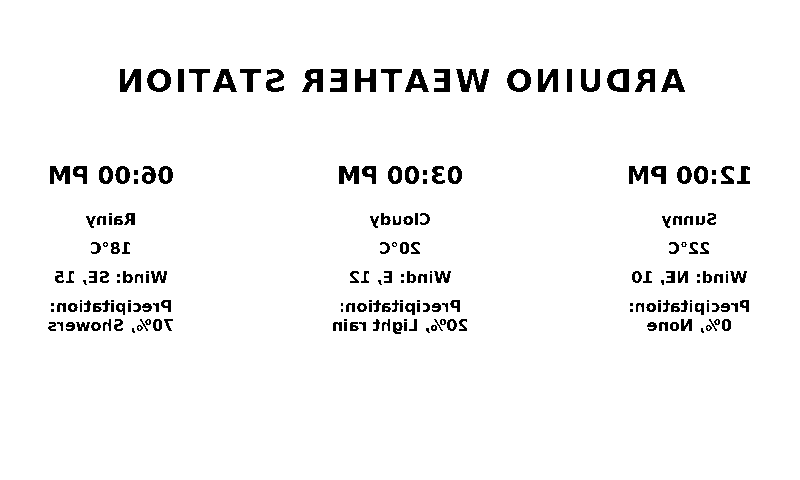 ARDUINO WEATHER STATION
12:00 PM
Sunny
22°C
Wind: NE, 10
Precipitation:
0%, None
03:00 PM
Cloudy
20°C
Wind: E, 12
Precipitation:
20%, Light rain
06:00 PM
Rainy
18°C
Wind: SE, 15
Precipitation:
70%, Showers